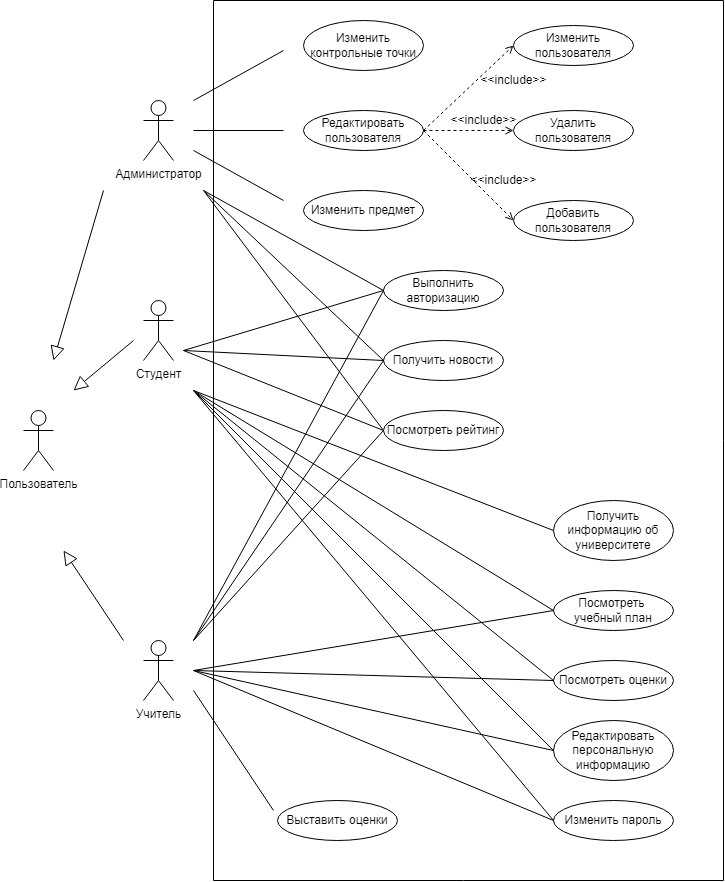 Изменить
контрольные точки
Изменить
пользователя
<<include>>
Редактировать
пользователя
<<include>>
Удалить
пользователя
Администратор
<<include>>
Изменить предмет
Добавить
пользователя
Выполнить
авторизацию
Студент
Получить новости
Посмотреть рейтинг
Пользователь
Получить
информацию об
университете
Посмотреть
учебный план
Посмотреть оценки
Учитель
Редактировать
персональную
информацию
Выставить оценки
Изменить пароль